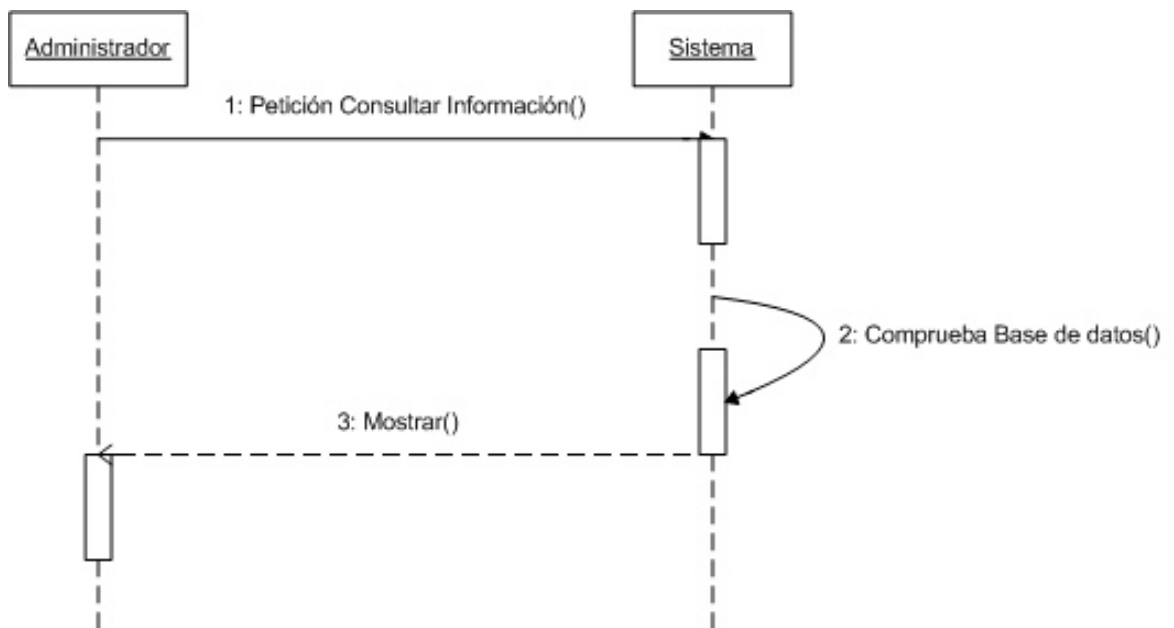 Administrador
Sistema
1: Petición Consultar Información()
2: Comprueba Base de datos()
3: Mostrar()